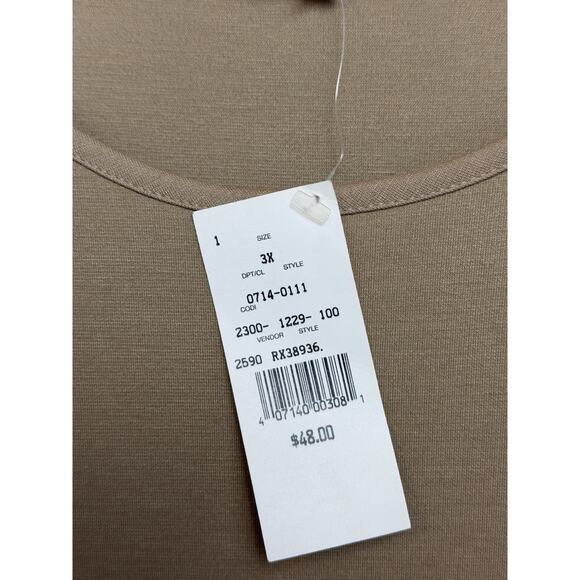 1 SIZE
3X
DPT/CL STYLE
0714-0111
CODI
2300- 1229- 100
VENDOR STYLE
2590 RX38936.
4 07140 00308 1
$48.00